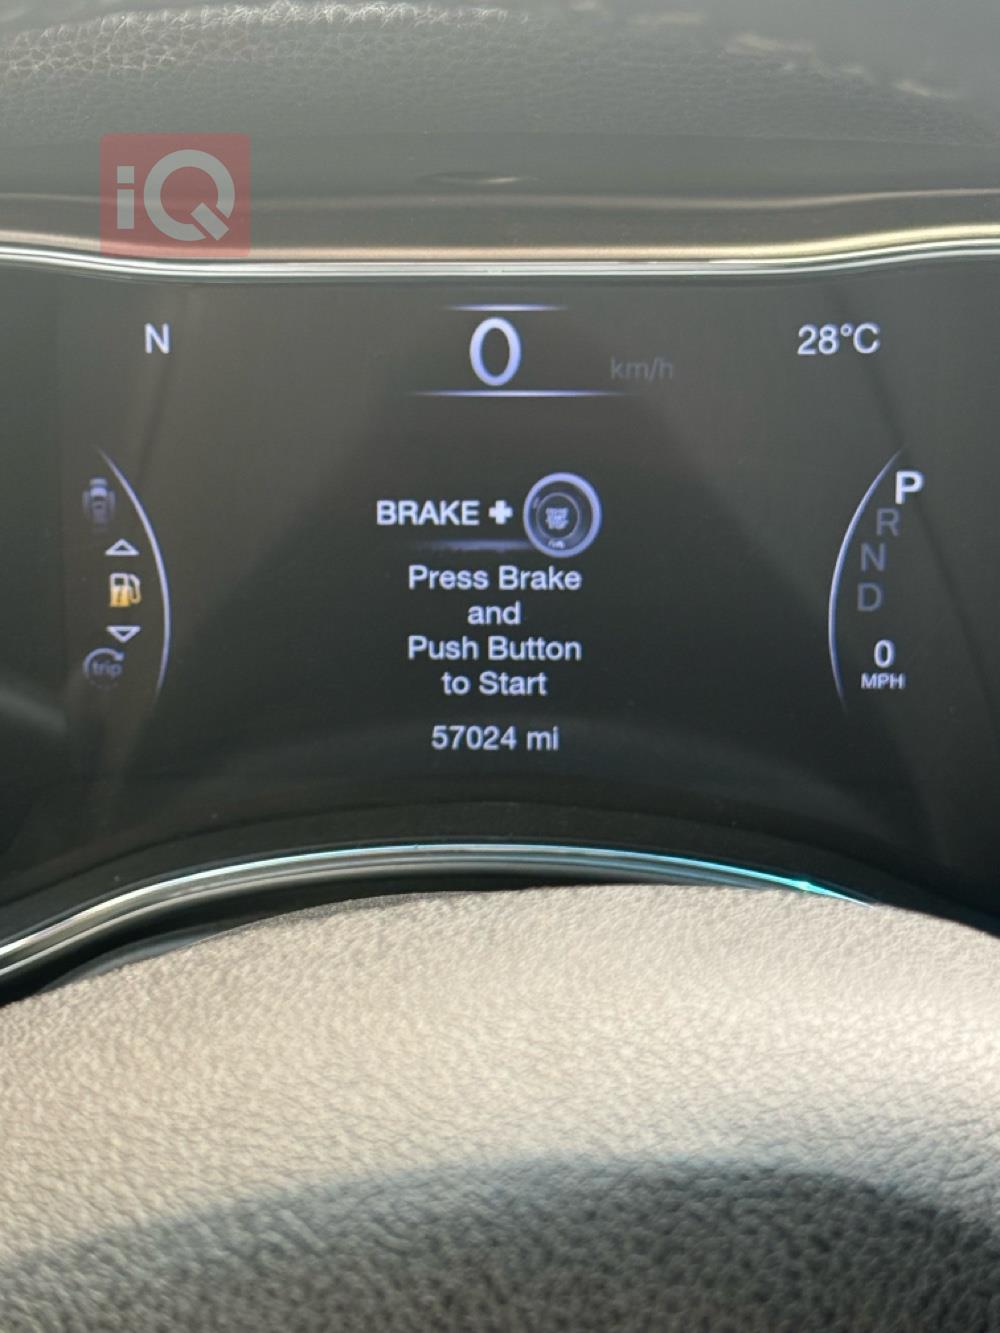 iQ
N
0
km/h
28°C
BRAKE +
Press Brake
and
Push Button
to Start
57024 mi
trip
P
R
N
D
0
MPH